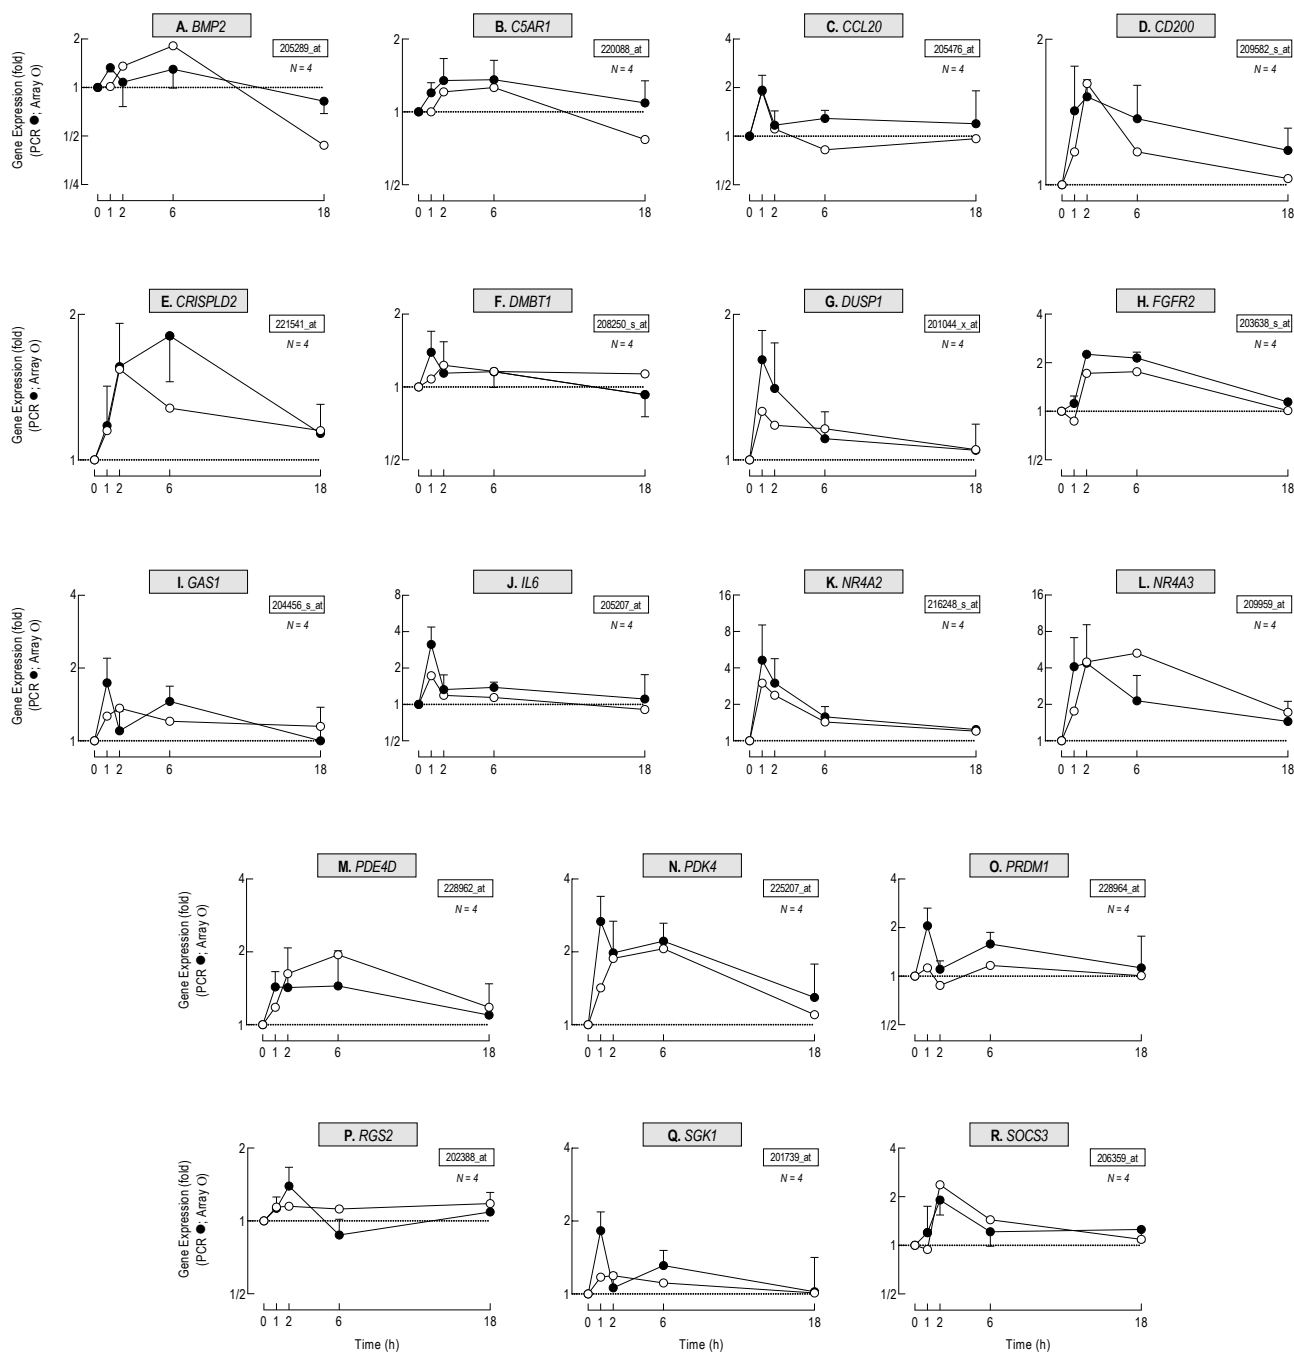 A. BMP2
B. C5AR1
C. CCL20
D. CD200
Gene Expression (fold)
(PCR ●; Array O)
2
1
1/2
1/4
205289_at
N = 4
0 1 2 6 18
2
1
1/2
220088_at
N = 4
0 1 2 6 18
4
2
1
1/2
205476_at
N = 4
0 1 2 6 18
2
1
209582_s_at
N = 4
0 1 2 6 18
E. CRISPLD2
F. DMBT1
G. DUSP1
H. FGFR2
Gene Expression (fold)
(PCR ●; Array O)
2
1
221541_at
N = 4
0 1 2 6 18
2
1
1/2
208250_s_at
N = 4
0 1 2 6 18
2
1
201044_x_at
N = 4
0 1 2 6 18
4
2
1
1/2
203638_s_at
N = 4
0 1 2 6 18
I. GAS1
J. IL6
K. NR4A2
L. NR4A3
Gene Expression (fold)
(PCR ●; Array O)
4
2
1
204456_s_at
N = 4
0 1 2 6 18
8
4
2
1
1/2
205207_at
N = 4
0 1 2 6 18
16
8
4
2
1
216248_s_at
N = 4
0 1 2 6 18
16
8
4
2
1
209959_at
N = 4
0 1 2 6 18
M. PDE4D
N. PDK4
O. PRDM1
Gene Expression (fold)
(PCR ●; Array O)
4
2
1
228962_at
N = 4
0 1 2 6 18
4
2
1
225207_at
N = 4
0 1 2 6 18
4
2
1
1/2
228964_at
N = 4
0 1 2 6 18
P. RGS2
Q. SGK1
R. SOCS3
Gene Expression (fold)
(PCR ●; Array O)
2
1
1/2
202388_at
N = 4
0 1 2 6 18
Time (h)
4
2
1
201739_at
N = 4
0 1 2 6 18
Time (h)
4
2
1
1/2
206359_at
N = 4
0 1 2 6 18
Time (h)